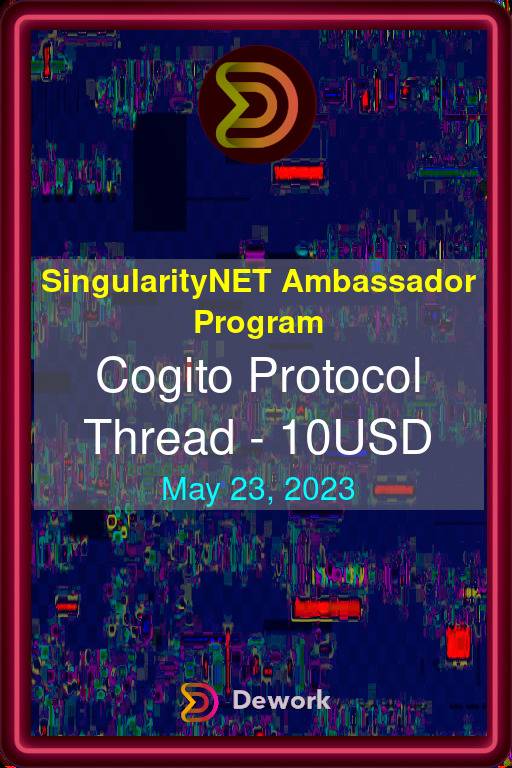 SingularityNET Ambassador
Program
Cogito Protocol
Thread - 10USD
May 23, 2023
Dework